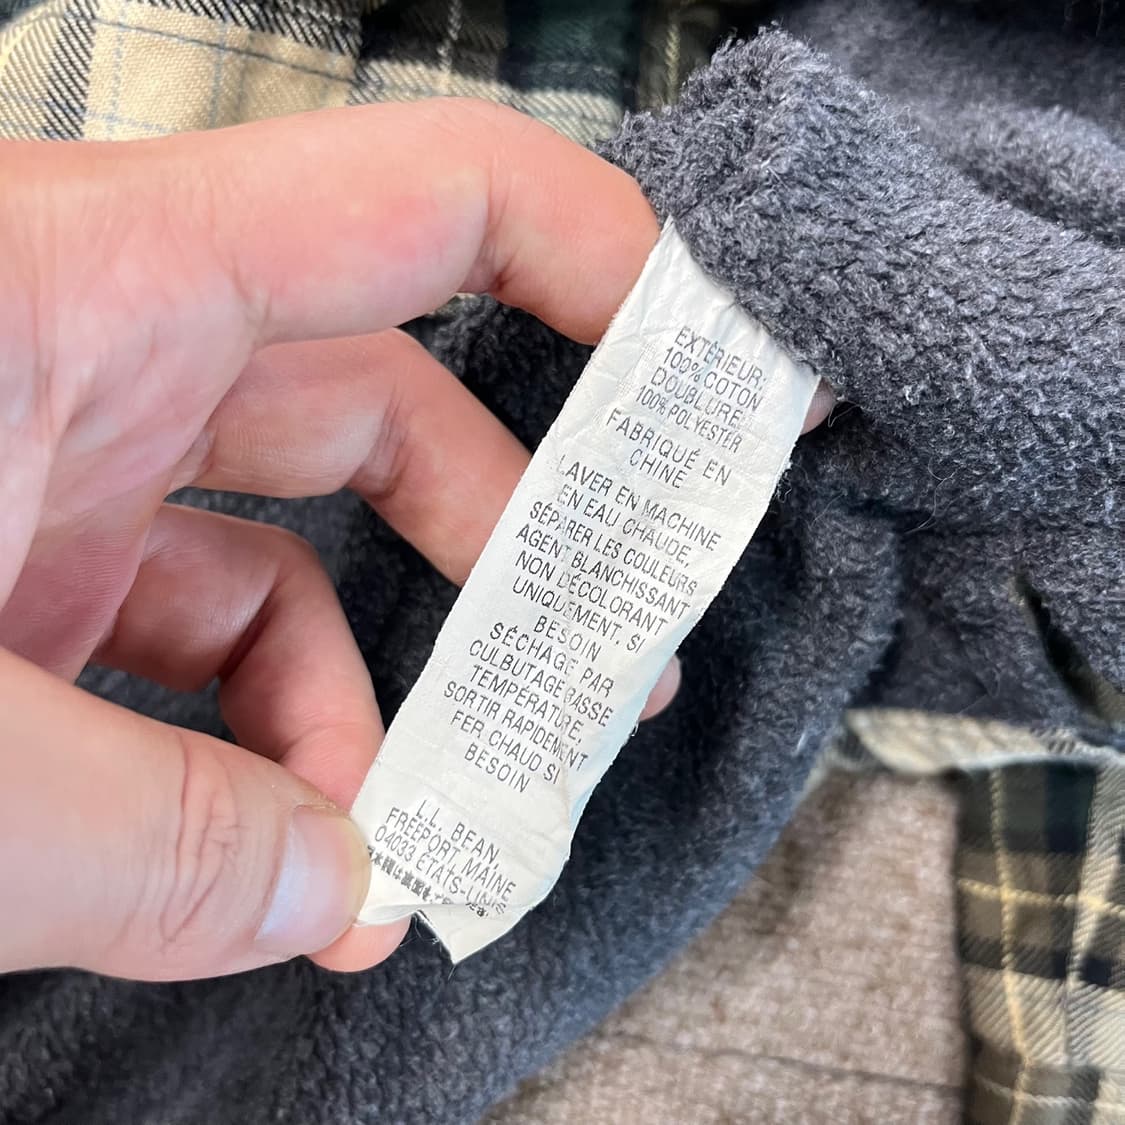 EXTÉRIEUR:
100% COTON
DOUBLURE:
100% POLYESTER
FABRIQUÉ EN
CHINE
LAVER EN MACHINE
EN EAU CHAUDE,
SÉPARER LES COULEURS
AGENT BLANCHISSANT
NON DÉCOLORANT
UNIQUEMENT, SI
BESOIN
SÉCHAGE PAR
CULBUTAGE BASSE
TEMPÉRATURE,
SORTIR RAPIDEMENT
FER CHAUD SI
BESOIN
L.L. BEAN,
FREEPORT, MAINE
04033 ÉTATS-UNIS